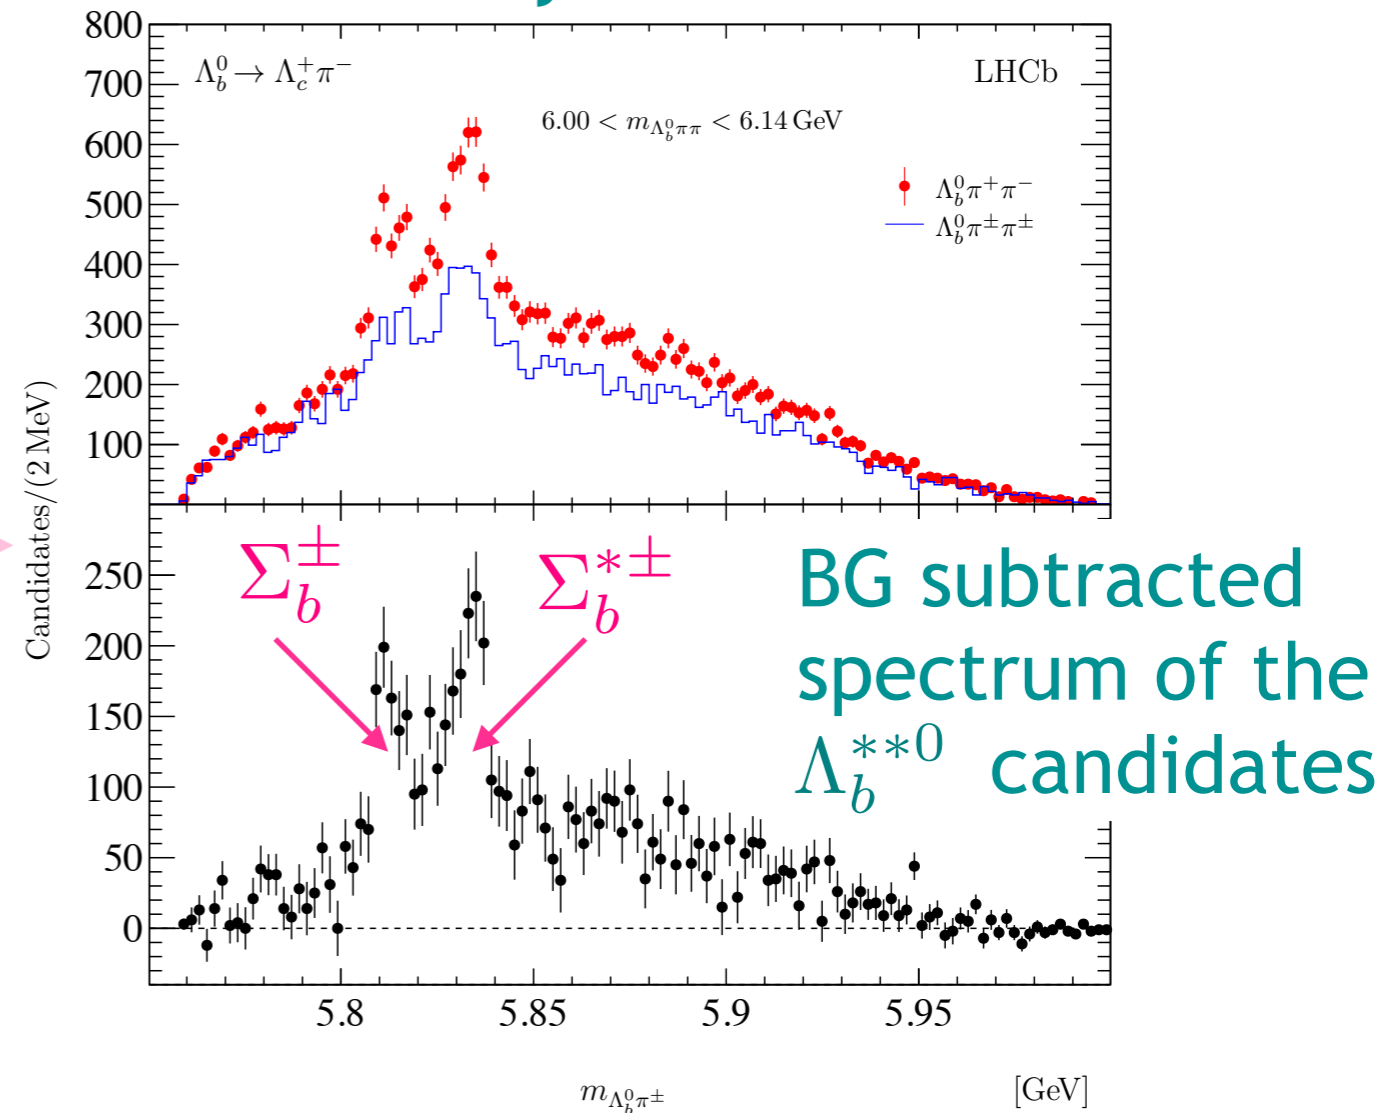 800
700
600
500
400
300
200
100
Λ_b^0 → Λ_c^+ π^-
LHCb
6.00 < m_{Λ_b^0 ππ} < 6.14 GeV
Λ_b^0 π^+ π^-
Λ_b^0 π^± π^±
Candidates/(2 MeV)
250
200
150
100
50
0
Σ_b^±
Σ_b^{*±}
BG subtracted
spectrum of the
Λ_b^{**0} candidates
5.8 5.85 5.9 5.95
m_{Λ_b^0 π^±} [GeV]